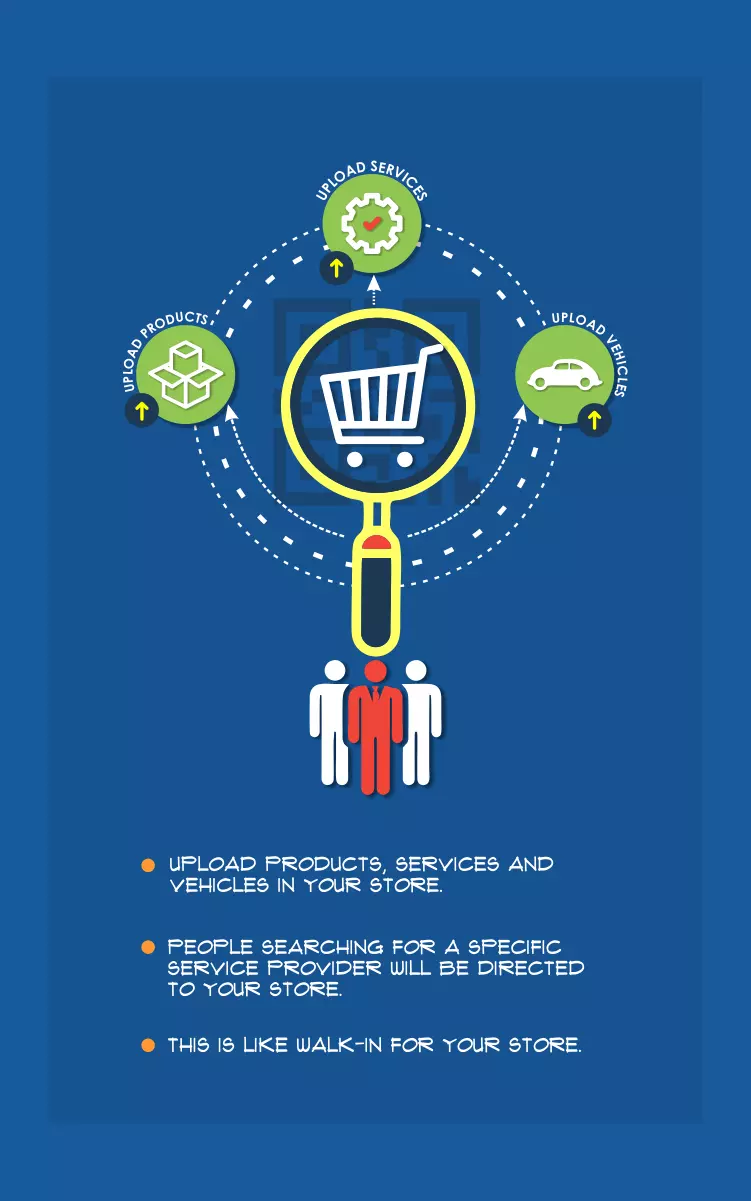 UPLOAD SERVICES
UPLOAD PRODUCTS
UPLOAD VEHICLES
UPLOAD PRODUCTS, SERVICES AND
VEHICLES IN YOUR STORE.
PEOPLE SEARCHING FOR A SPECIFIC
SERVICE PROVIDER WILL BE DIRECTED
TO YOUR STORE.
THIS IS LIKE WALK-IN FOR YOUR STORE.